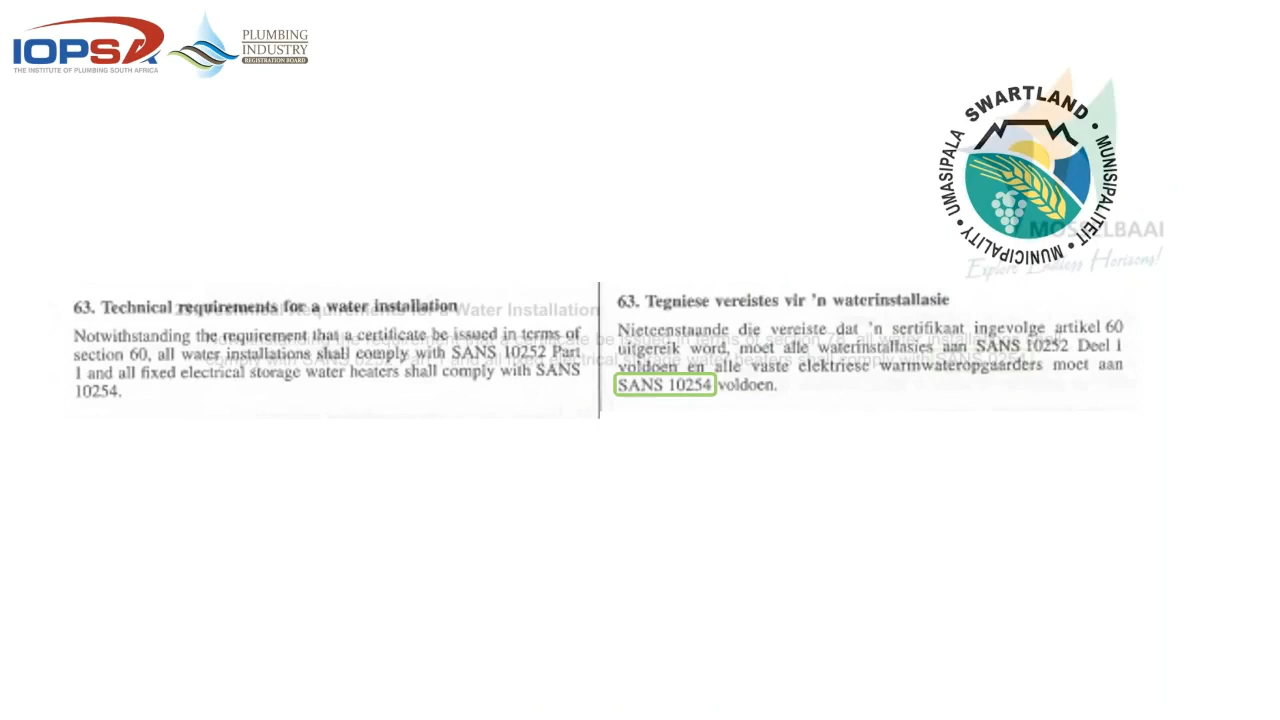 IOPSA
THE INSTITUTE OF PLUMBING SOUTH AFRICA
PLUMBING
INDUSTRY
REGISTRATION BOARD
SWARTLAND • MUNISIPALITEIT • MUNICIPALITY • UMASIPALA
MOSSELBAAI
Explore Endless Horizons!
63. Technical requirements for a water installation
Notwithstanding the requirement that a certificate be issued in terms of
section 60, all water installations shall comply with SANS 10252 Part
1 and all fixed electrical storage water heaters shall comply with SANS
10254.
63. Tegniese vereistes vir 'n waterinstallasie
Nieteenstaande die vereiste dat 'n sertifikaat ingevolge artikel 60
uitgereik word, moet alle waterinstallasies aan SANS 10252 Deel 1
voldoen en alle vaste elektriese warmwateropgaarders moet aan
SANS 10254 voldoen.
Water Installation